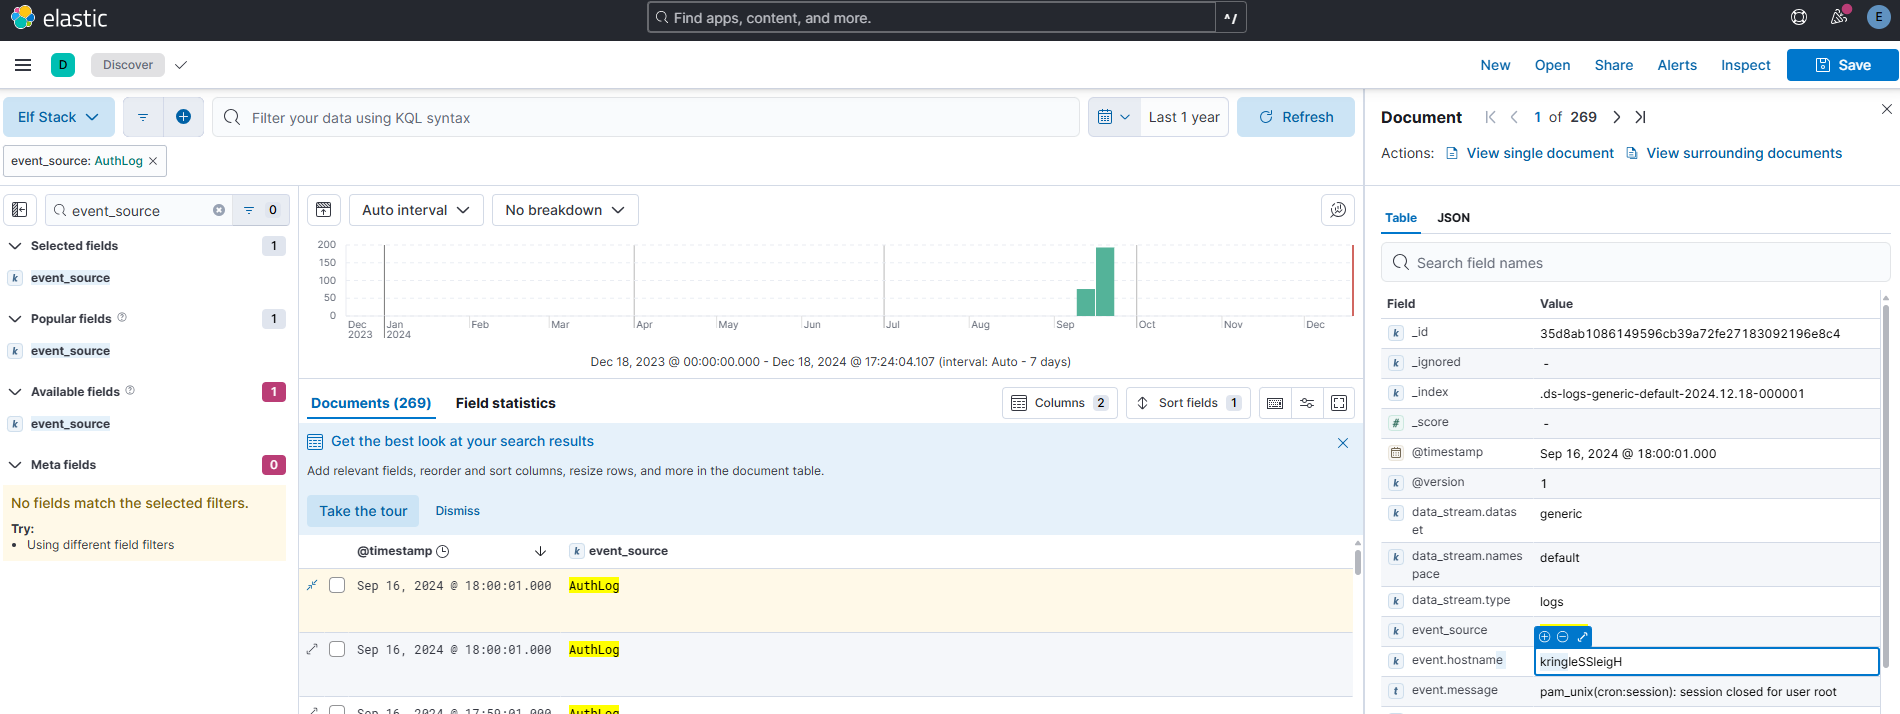 elastic
Find apps, content, and more.
^/
E
D
Discover
New
Open
Share
Alerts
Inspect
Save
Elf Stack
Filter your data using KQL syntax
Last 1 year
Refresh
event_source: AuthLog
event_source
0
Selected fields
1
k event_source
Popular fields
1
k event_source
Available fields
1
k event_source
Meta fields
0
No fields match the selected filters.
Try:
• Using different field filters
Auto interval
No breakdown
200
150
100
50
0
Dec
2023
Jan
2024
Feb
Mar
Apr
May
Jun
Jul
Aug
Sep
Oct
Nov
Dec
Dec 18, 2023 @ 00:00:00.000 - Dec 18, 2024 @ 17:24:04.107 (interval: Auto - 7 days)
Documents (269)
Field statistics
Columns 2
Sort fields 1
Get the best look at your search results
Add relevant fields, reorder and sort columns, resize rows, and more in the document table.
Take the tour
Dismiss
@timestamp
k event_source
Sep 16, 2024 @ 18:00:01.000 AuthLog
Sep 16, 2024 @ 18:00:01.000 AuthLog
Sep 16, 2024 @ 17:59:01.000 AuthLog
Document
1 of 269
Actions:
View single document
View surrounding documents
Table
JSON
Search field names
Field
Value
k _id 35d8ab1086149596cb39a72fe27183092196e8c4
k _ignored -
k _index .ds-logs-generic-default-2024.12.18-000001
# _score -
@timestamp Sep 16, 2024 @ 18:00:01.000
k @version 1
k data_stream.datas
et generic
k data_stream.names
pace default
k data_stream.type logs
k event_source
k event.hostname kringleSSleigH
t event.message pam_unix(cron:session): session closed for user root